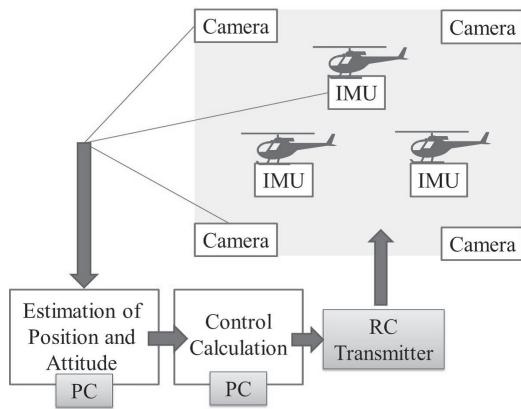 Camera
Camera
IMU
IMU
IMU
Camera
Camera
Estimation of
Position and
Attitude
PC
Control
Calculation
PC
RC
Transmitter